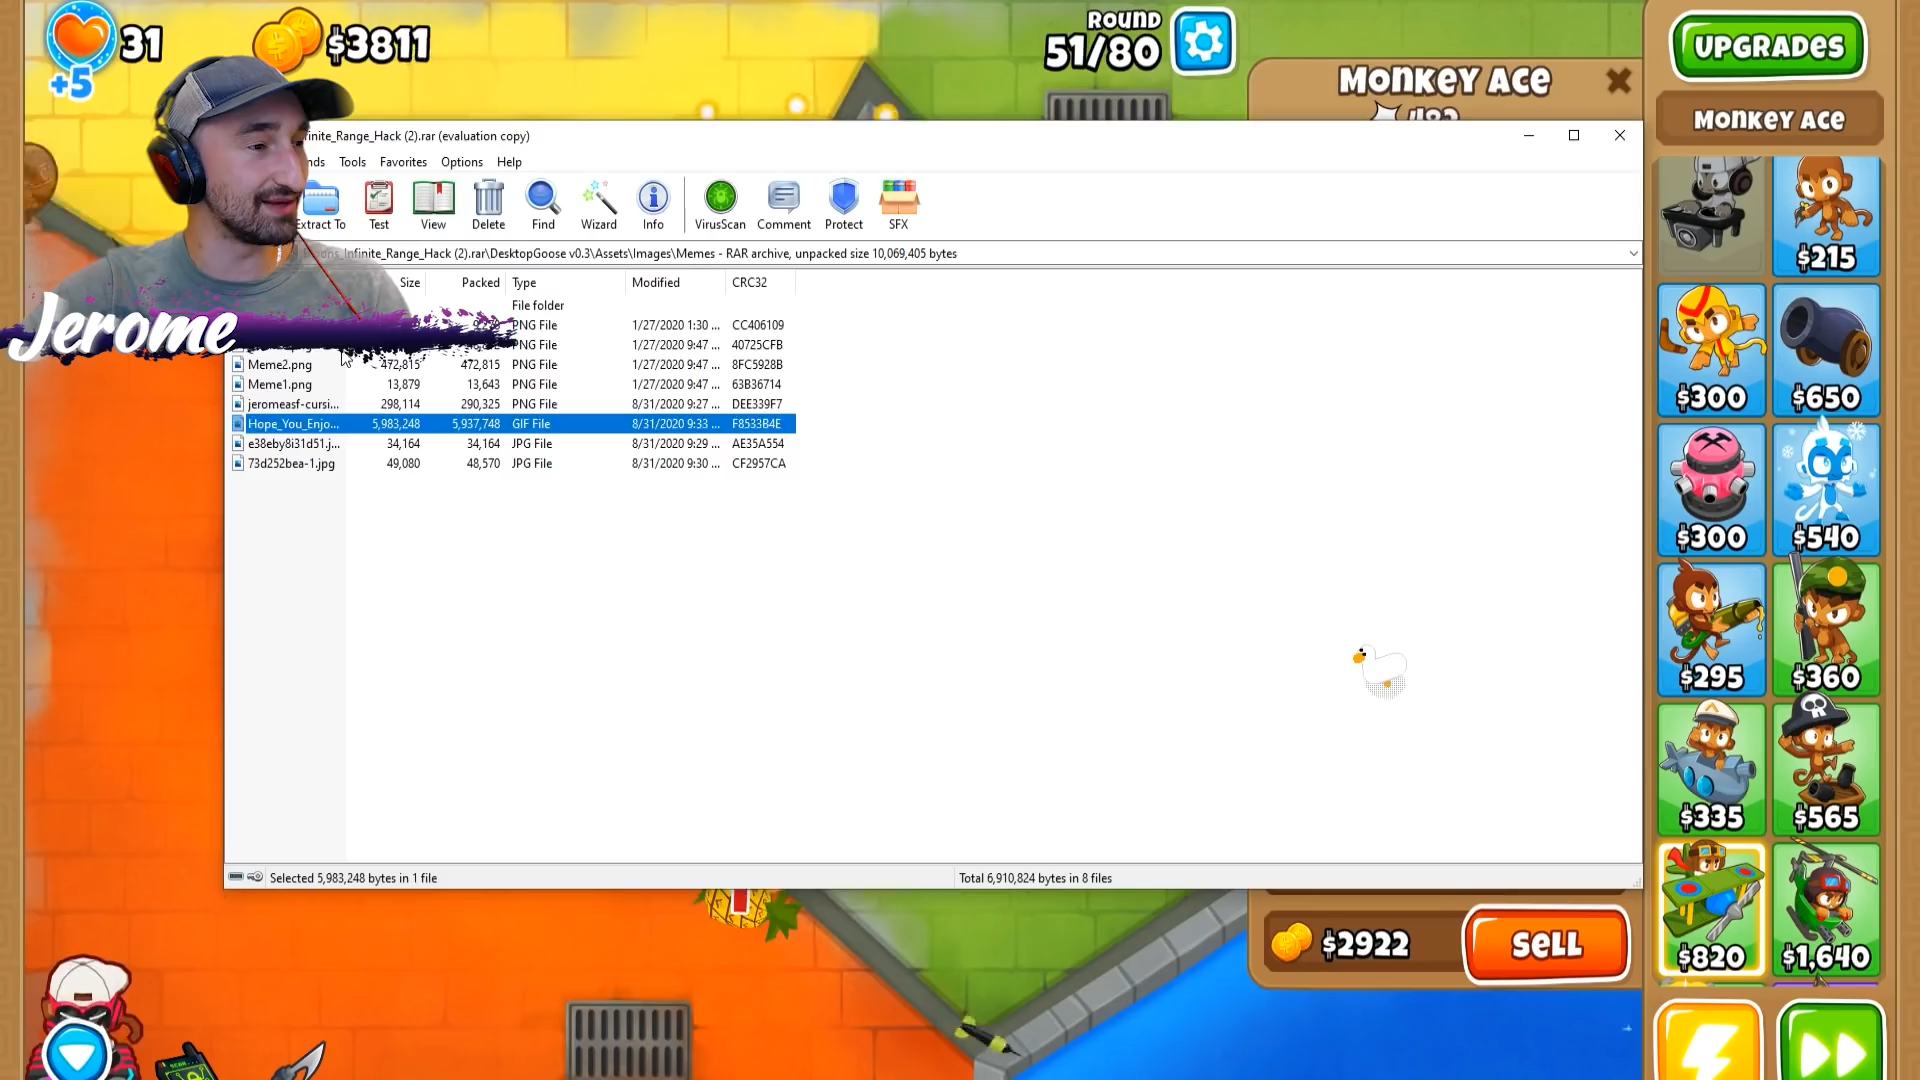 31
+5
$3811
Round
51/80
Monkey Ace
UPGRADES
Monkey Ace
finite_Range_Hack (2).rar (evaluation copy)
nds Tools Favorites Options Help
Extract To Test View Delete Find Wizard Info VirusScan Comment Protect SFX
Infinite_Range_Hack (2).rar\DesktopGoose v0.3\Assets\Images\Memes - RAR archive, unpacked size 10,069,405 bytes
Size Packed Type Modified CRC32
File folder
PNG File 1/27/2020 1:30 ... CC406109
PNG File 1/27/2020 9:47 ... 40725CFB
Meme2.png 472,815 472,815 PNG File 1/27/2020 9:47 ... 8FC5928B
Meme1.png 13,879 13,643 PNG File 1/27/2020 9:47 ... 63B36714
jeromeasf-cursi... 298,114 290,325 PNG File 8/31/2020 9:27 ... DEE339F7
Hope_You_Enjo... 5,983,248 5,937,748 GIF File 8/31/2020 9:33 ... F8533B4E
e38eby8i31d51.j... 34,164 34,164 JPG File 8/31/2020 9:29 ... AE35A554
73d252bea-1.jpg 49,080 48,570 JPG File 8/31/2020 9:30 ... CF2957CA
Jerome
Selected 5,983,248 bytes in 1 file
Total 6,910,824 bytes in 8 files
$215
$300
$650
$300
$540
$295
$360
$335
$565
$820
$1,640
$2922
SELL